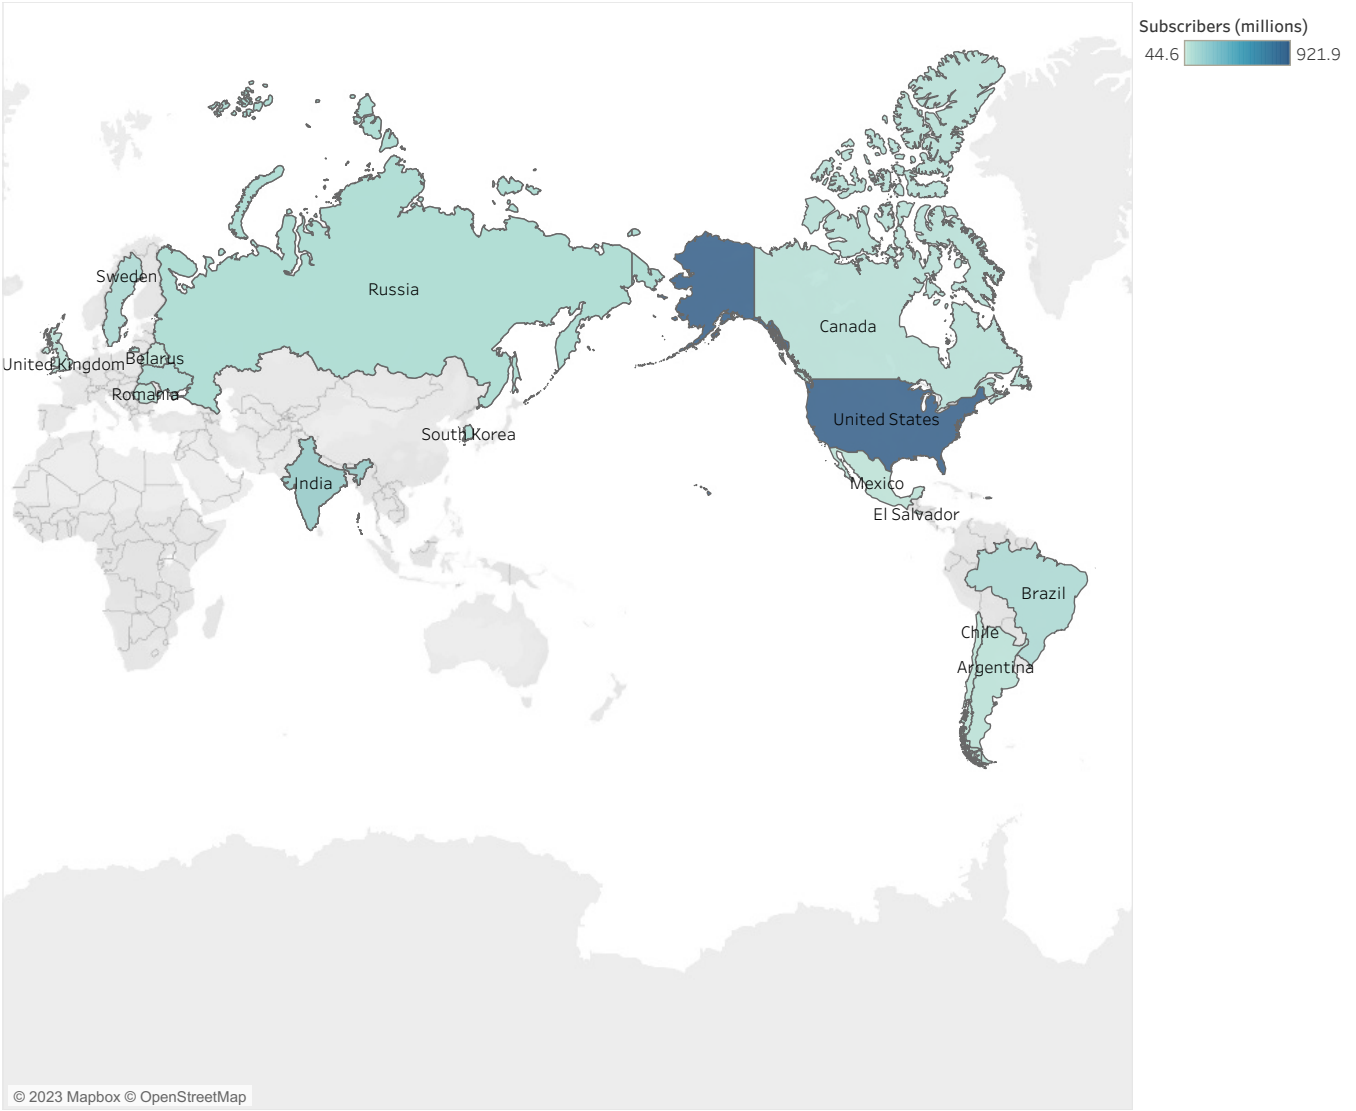 Subscribers (millions)
44.6 921.9
Sweden
Russia
Canada
United Kingdom
Belarus
Romania
United States
South Korea
India
Mexico
El Salvador
Brazil
Chile
Argentina
© 2023 Mapbox © OpenStreetMap